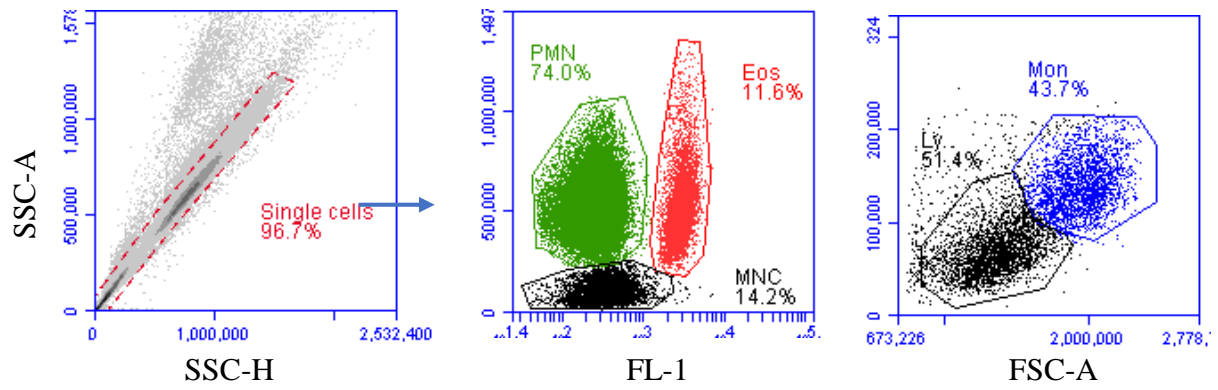 SSC-A
1,578
1,000,000
500,000
0
Single cells
96.7%
0
1,000,000
2,532,400
SSC-H
1,497
1,000,000
500,000
0
PMN
74.0%
Eos
11.6%
MNC
14.2%
10²
10³
10⁴
FL-1
324
200,000
100,000
0
Mon
43.7%
Ly
51.4%
673,226
2,000,000
FSC-A